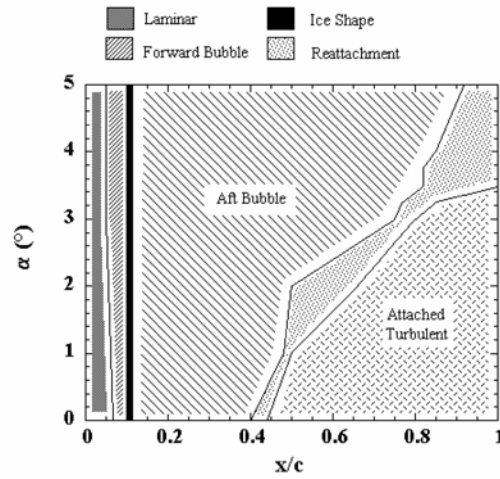 Laminar
Ice Shape
Forward Bubble
Reattachment
5
4
3
2
1
0
α (°)
Aft Bubble
Attached
Turbulent
0 0.2 0.4 0.6 0.8 1
x/c